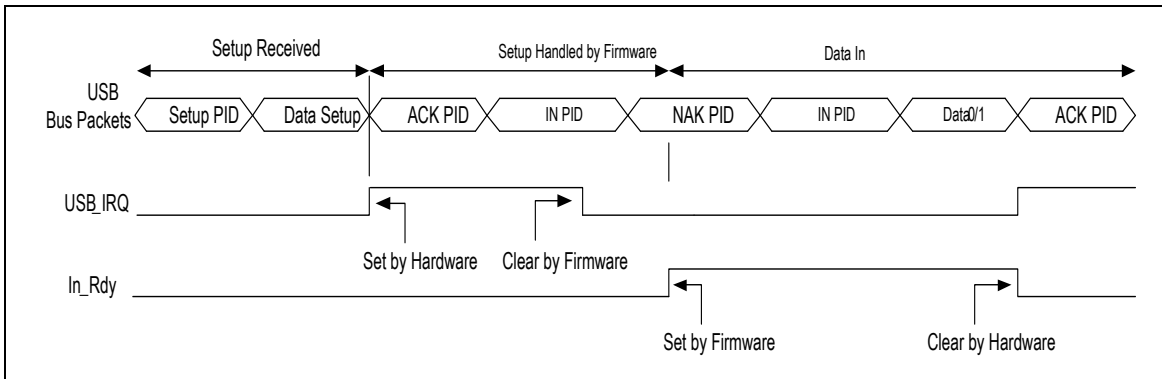 Setup Received
Setup Handled by Firmware
Data In
USB
Bus Packets
Setup PID
Data Setup
ACK PID
IN PID
NAK PID
IN PID
Data0/1
ACK PID
USB_IRQ
Set by Hardware
Clear by Firmware
In_Rdy
Set by Firmware
Clear by Hardware